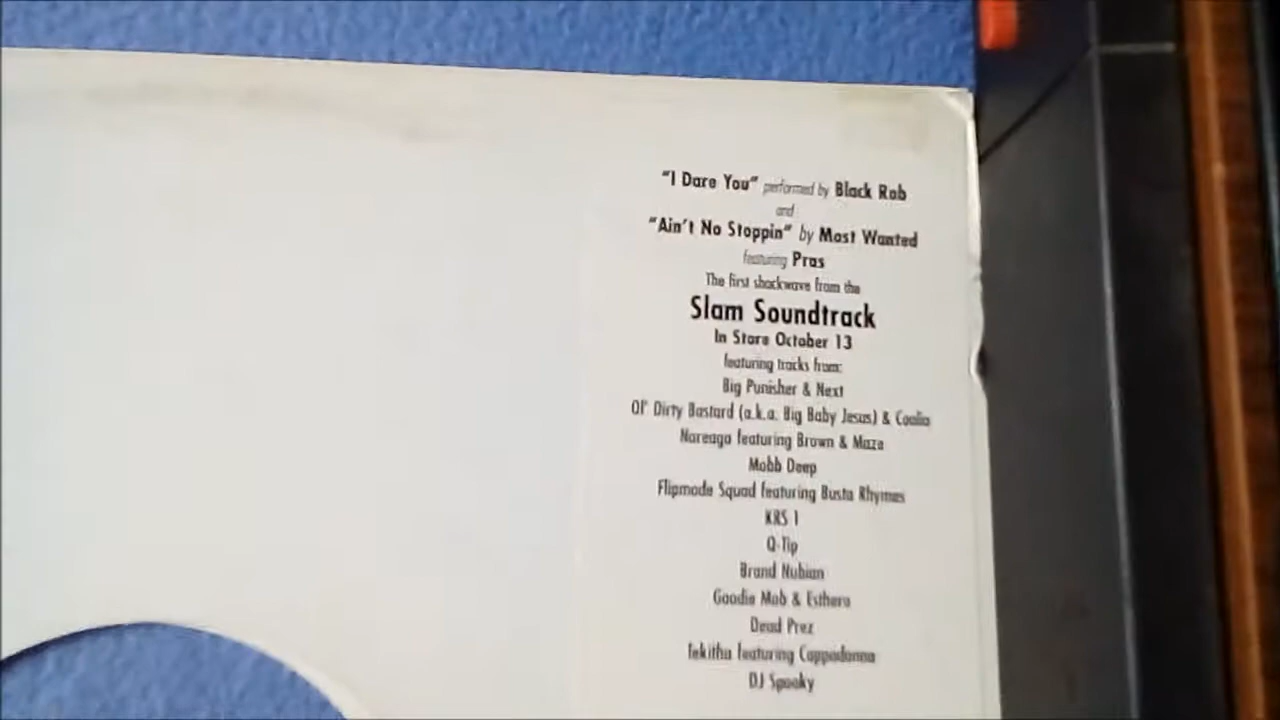 "I Dare You" performed by Black Rob
and
"Ain't No Stoppin" by Most Wanted
featuring Pras
The first shockwave from the
Slam Soundtrack
In Store October 13
featuring tracks from:
Big Punisher & Next
Ol' Dirty Bastard (a.k.a. Big Baby Jesus) & Coolio
Noreaga featuring Brown & Maze
Mobb Deep
Flipmode Squad featuring Busta Rhymes
KRS 1
Q-Tip
Brand Nubian
Goodie Mob & Esthero
Dead Prez
Tekitha featuring Cappadonna
DJ Spooky